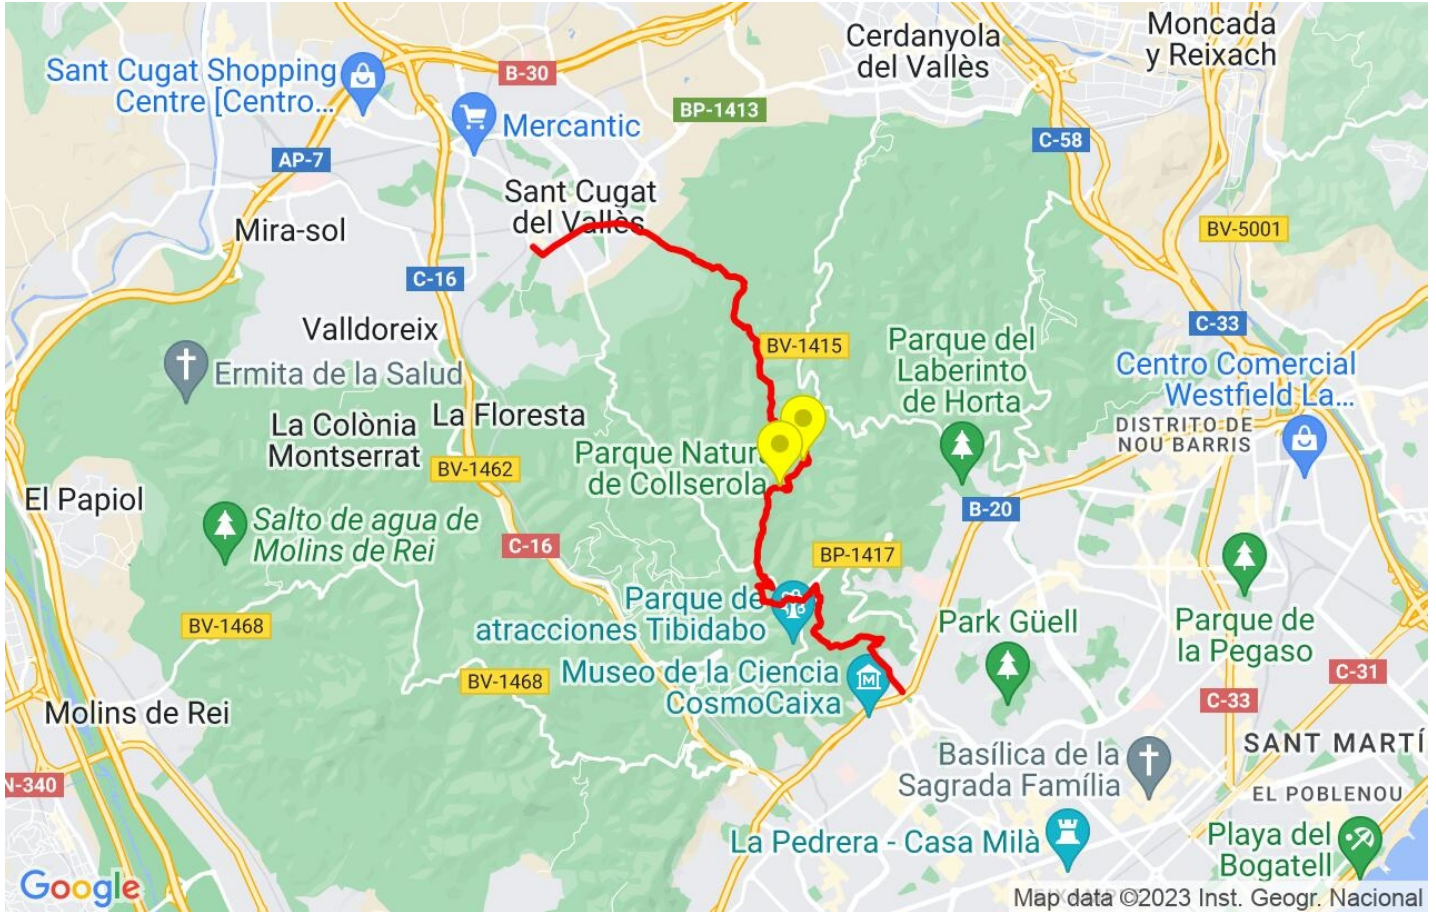 Moncada
y Reixach
Cerdanyola
del Vallès
Sant Cugat Shopping
Centre [Centro...
B-30
BP-1413
Mercantic
C-58
AP-7
Sant Cugat
del Vallès
Mira-sol
BV-5001
C-16
C-33
Valldoreix
BV-1415
Parque del
Laberinto
de Horta
Ermita de la Salud
Centro Comercial
Westfield La...
La Colònia
Montserrat
La Floresta
DISTRITO DE
NOU BARRIS
Parque Natur
de Collserola
BV-1462
El Papiol
B-20
Salto de agua de
Molins de Rei
C-16
BP-1417
Parque de
atracciones Tibidabo
Park Güell
Parque de
la Pegaso
BV-1468
BV-1468
Museo de la Ciencia
CosmoCaixa
C-31
C-33
Molins de Rei
SANT MARTÍ
Basílica de la
Sagrada Família
N-340
EL POBLENOU
La Pedrera - Casa Milà
Playa del
Bogatell
Google
Map data ©2023 Inst. Geogr. Nacional